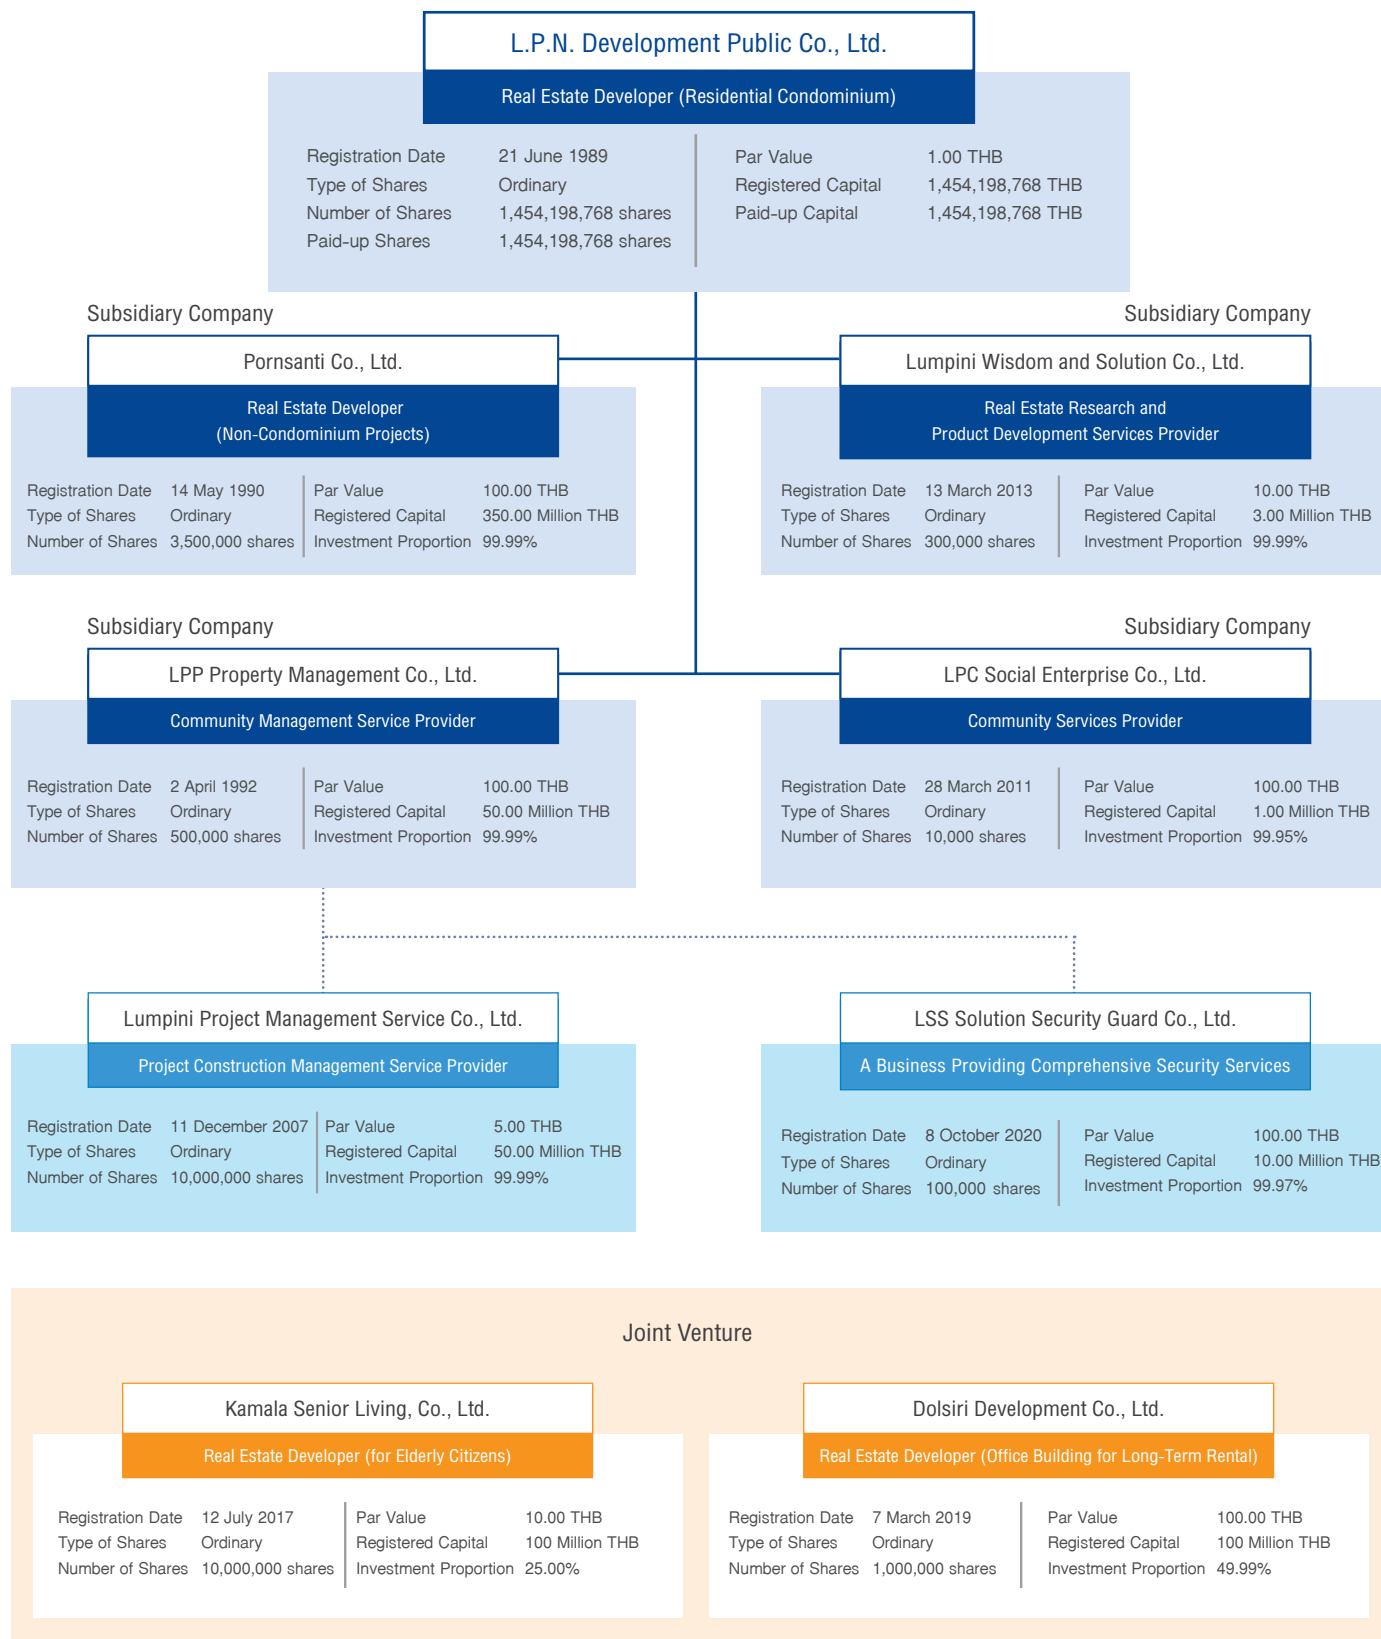 L.P.N. Development Public Co., Ltd.
Real Estate Developer (Residential Condominium)
Registration Date 21 June 1989
Type of Shares Ordinary
Number of Shares 1,454,198,768 shares
Paid-up Shares 1,454,198,768 shares
Par Value 1.00 THB
Registered Capital 1,454,198,768 THB
Paid-up Capital 1,454,198,768 THB
Subsidiary Company
Pornsanti Co., Ltd.
Real Estate Developer
(Non-Condominium Projects)
Registration Date 14 May 1990
Type of Shares Ordinary
Number of Shares 3,500,000 shares
Par Value 100.00 THB
Registered Capital 350.00 Million THB
Investment Proportion 99.99%
Subsidiary Company
Lumpini Wisdom and Solution Co., Ltd.
Real Estate Research and
Product Development Services Provider
Registration Date 13 March 2013
Type of Shares Ordinary
Number of Shares 300,000 shares
Par Value 10.00 THB
Registered Capital 3.00 Million THB
Investment Proportion 99.99%
Subsidiary Company
LPP Property Management Co., Ltd.
Community Management Service Provider
Registration Date 2 April 1992
Type of Shares Ordinary
Number of Shares 500,000 shares
Par Value 100.00 THB
Registered Capital 50.00 Million THB
Investment Proportion 99.99%
Subsidiary Company
LPC Social Enterprise Co., Ltd.
Community Services Provider
Registration Date 28 March 2011
Type of Shares Ordinary
Number of Shares 10,000 shares
Par Value 100.00 THB
Registered Capital 1.00 Million THB
Investment Proportion 99.95%
Lumpini Project Management Service Co., Ltd.
Project Construction Management Service Provider
Registration Date 11 December 2007
Type of Shares Ordinary
Number of Shares 10,000,000 shares
Par Value 5.00 THB
Registered Capital 50.00 Million THB
Investment Proportion 99.99%
LSS Solution Security Guard Co., Ltd.
A Business Providing Comprehensive Security Services
Registration Date 8 October 2020
Type of Shares Ordinary
Number of Shares 100,000 shares
Par Value 100.00 THB
Registered Capital 10.00 Million THB
Investment Proportion 99.97%
Joint Venture
Kamala Senior Living, Co., Ltd.
Real Estate Developer (for Elderly Citizens)
Registration Date 12 July 2017
Type of Shares Ordinary
Number of Shares 10,000,000 shares
Par Value 10.00 THB
Registered Capital 100 Million THB
Investment Proportion 25.00%
Dolsiri Development Co., Ltd.
Real Estate Developer (Office Building for Long-Term Rental)
Registration Date 7 March 2019
Type of Shares Ordinary
Number of Shares 1,000,000 shares
Par Value 100.00 THB
Registered Capital 100 Million THB
Investment Proportion 49.99%